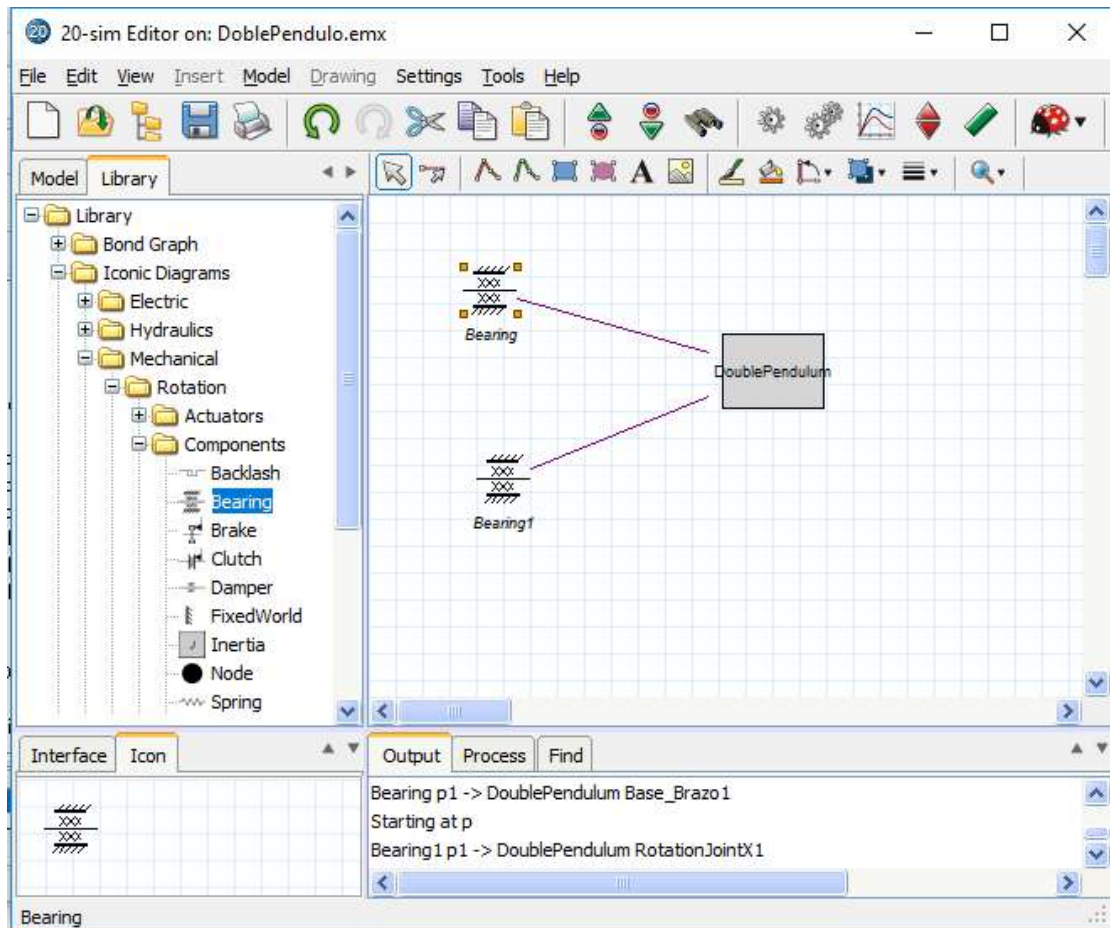 20-sim Editor on: DoblePendulo.emx
File Edit View Insert Model Drawing Settings Tools Help
Model Library
A
Library
Bond Graph
Iconic Diagrams
Electric
Hydraulics
Mechanical
Rotation
Actuators
Components
Backlash
Bearing
Brake
Clutch
Damper
FixedWorld
Inertia
Node
Spring
Bearing
DoublePendulum
Bearing1
Interface Icon
Output Process Find
Bearing p1 -> DoublePendulum Base_Brazo1
Starting at p
Bearing1 p1 -> DoublePendulum RotationJointX1
Bearing